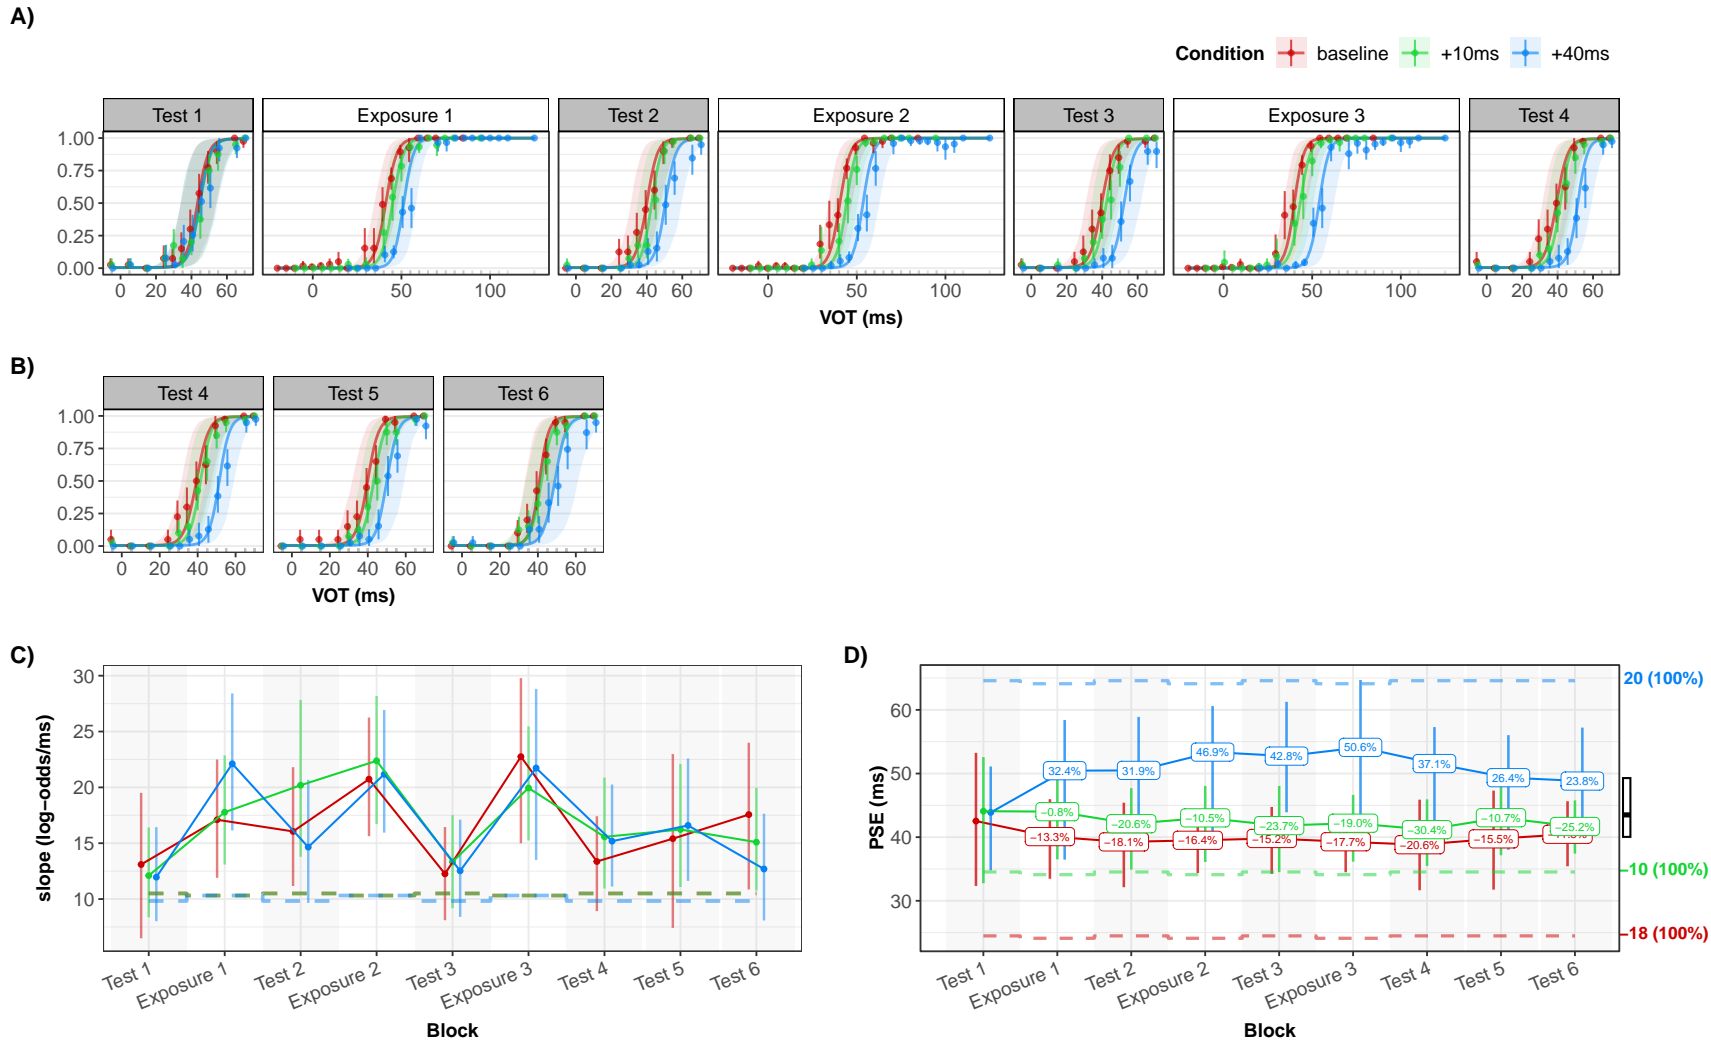 A)
Condition baseline +10ms +40ms
Test 1 Exposure 1 Test 2 Exposure 2 Test 3 Exposure 3 Test 4
1.00
0.75
0.50
0.25
0.00
0 20 40 60 0 50 100 0 20 40 60 0 50 100 0 20 40 60 0 50 100 0 20 40 60
VOT (ms)
B)
Test 4 Test 5 Test 6
1.00
0.75
0.50
0.25
0.00
0 20 40 60 0 20 40 60 0 20 40 60
VOT (ms)
C)
30
25
20
15
10
slope (log−odds/ms)
Test 1 Exposure 1 Test 2 Exposure 2 Test 3 Exposure 3 Test 4 Test 5 Test 6
Block
D)
60
50
40
30
PSE (ms)
20 (100%)
−10 (100%)
−18 (100%)
32.4% 31.9% 46.9% 42.8% 50.6% 37.1% 26.4% 23.8%
−0.8% −20.6% −10.5% −23.7% −19.0% −30.4% −10.7% −25.2%
−13.3% −18.1% −16.4% −15.2% −17.7% −20.6% −15.5%
Test 1 Exposure 1 Test 2 Exposure 2 Test 3 Exposure 3 Test 4 Test 5 Test 6
Block